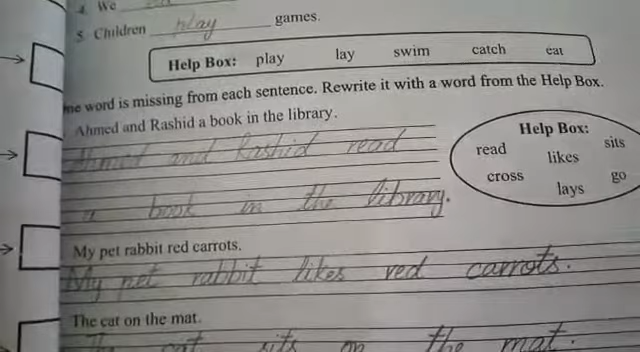 4. We
5. Children play games.
Help Box: play lay swim catch eat
ne word is missing from each sentence. Rewrite it with a word from the Help Box.
Ahmed and Rashid a book in the library.
Ahmed and Rashid read
a book in the library.
Help Box:
read likes sits
cross lays go
My pet rabbit red carrots.
My pet rabbit likes red carrots.
The cat on the mat.
The cat sits on the mat.